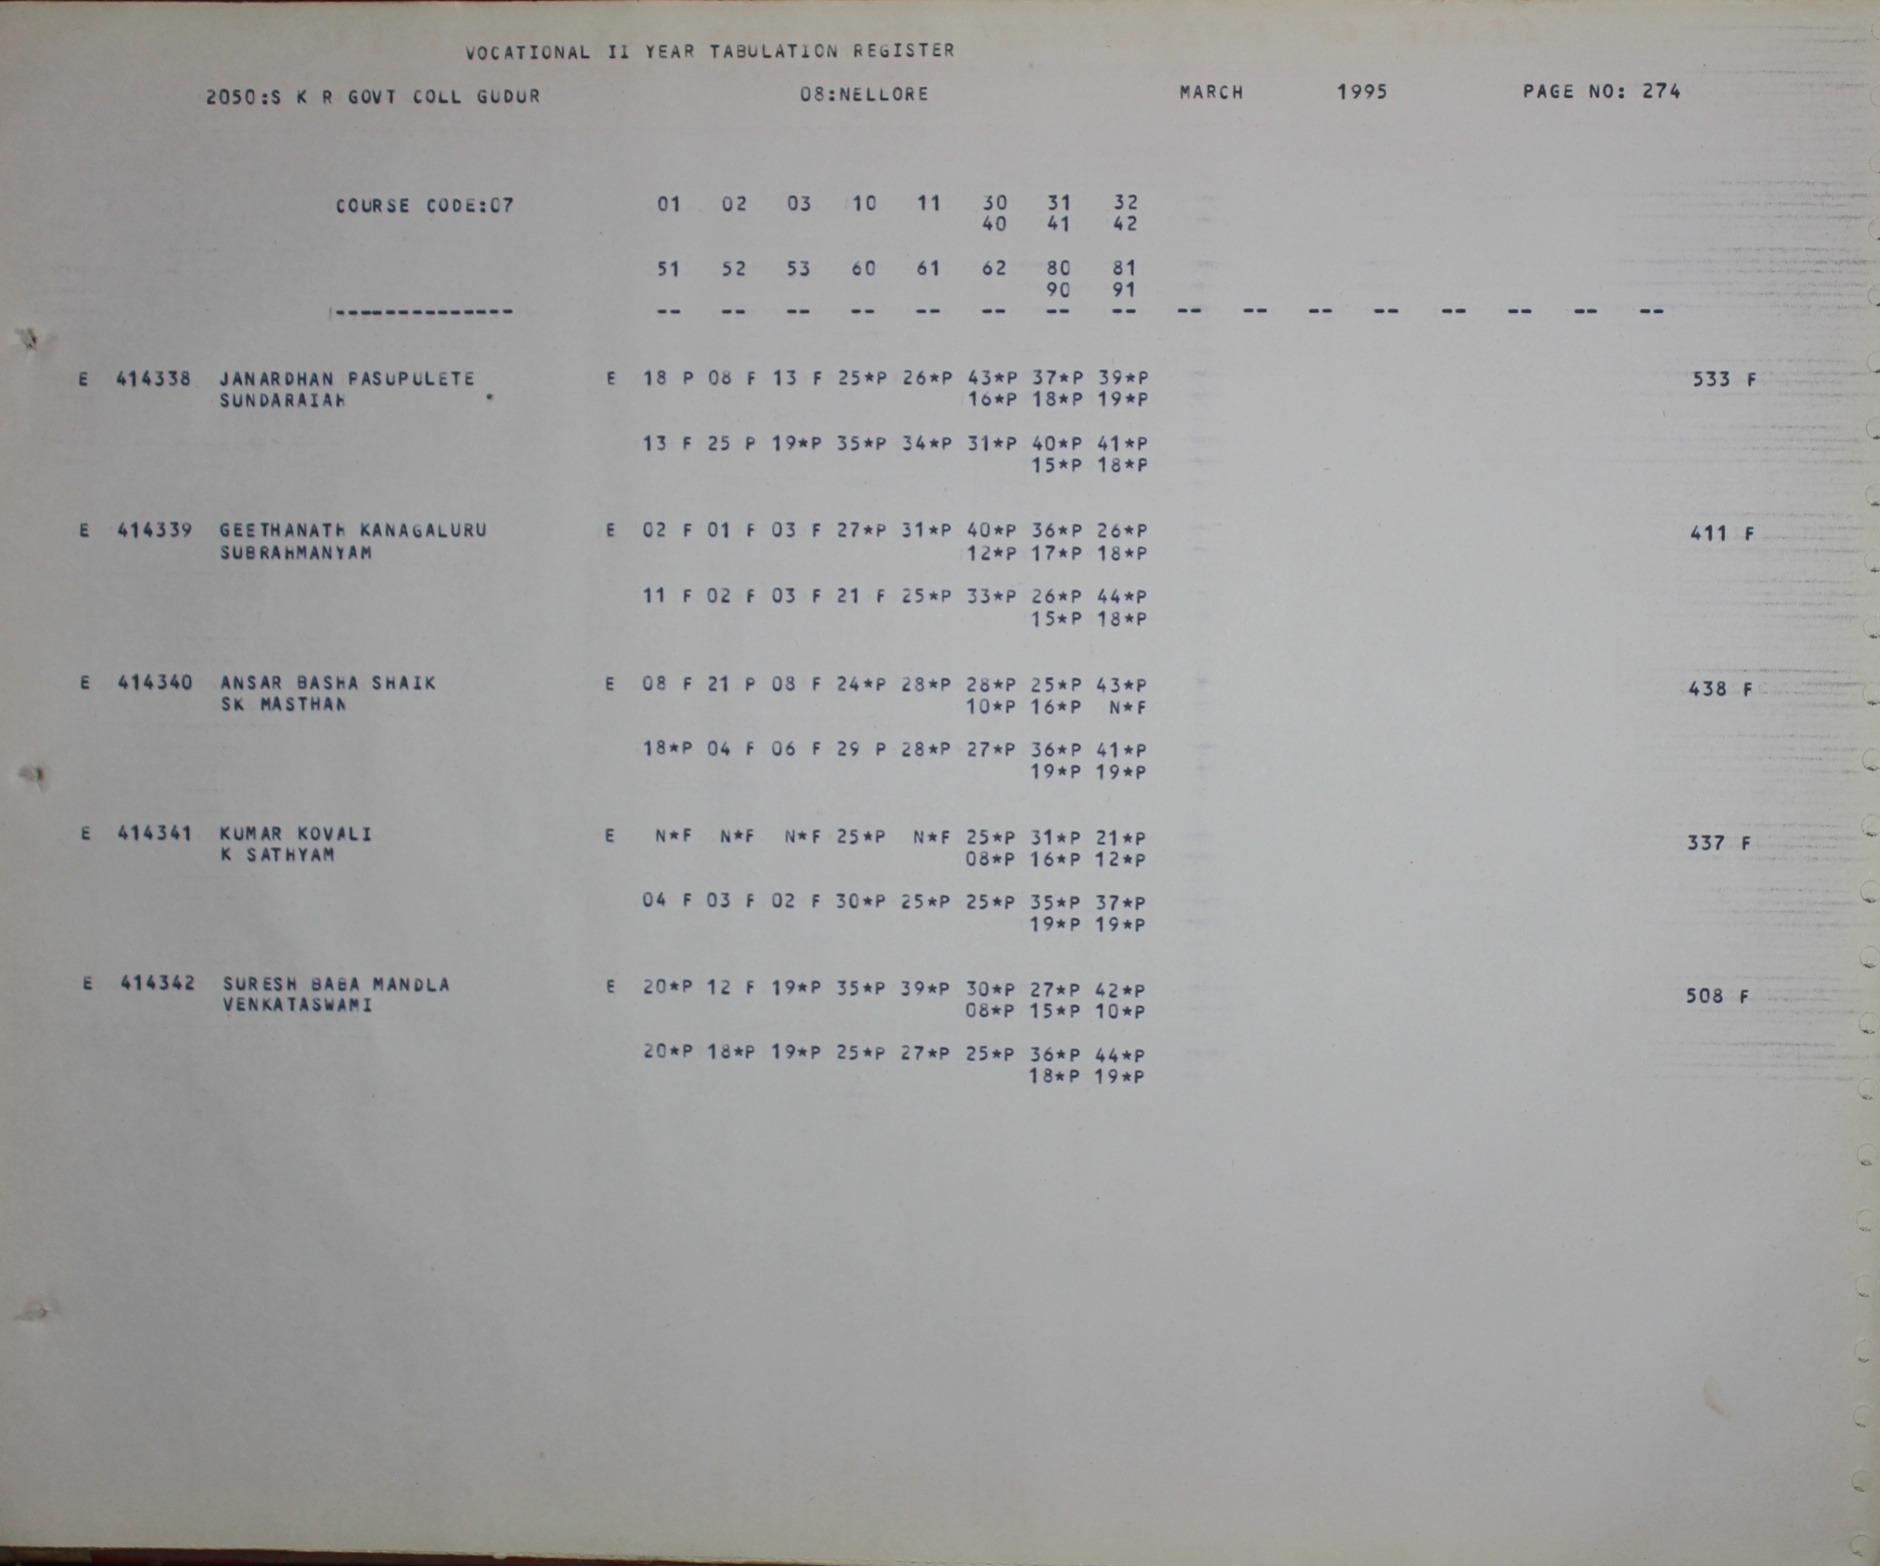 VOCATIONAL II YEAR TABULATION REGISTER
2050:S K R GOVT COLL GUDUR 08:NELLORE MARCH 1995 PAGE NO: 274
COURSE CODE:07 01 02 03 10 11 30 31 32
40 41 42
51 52 53 60 61 62 80 81
90 91
-------------- -- -- -- -- -- -- -- -- -- -- -- -- -- -- -- --
E 414338 JANARDHAN PASUPULETE E 18 P 08 F 13 F 25*P 26*P 43*P 37*P 39*P 533 F
SUNDARAIAH 16*P 18*P 19*P
13 F 25 P 19*P 35*P 34*P 31*P 40*P 41*P
15*P 18*P
E 414339 GEETHANATH KANAGALURU E 02 F 01 F 03 F 27*P 31*P 40*P 36*P 26*P 411 F
SUBRAHMANYAM 12*P 17*P 18*P
11 F 02 F 03 F 21 F 25*P 33*P 26*P 44*P
15*P 18*P
E 414340 ANSAR BASHA SHAIK E 08 F 21 P 08 F 24*P 28*P 28*P 25*P 43*P 438 F
SK MASTHAN 10*P 16*P N*F
18*P 04 F 06 F 29 P 28*P 27*P 36*P 41*P
19*P 19*P
E 414341 KUMAR KOVALI E N*F N*F N*F 25*P N*F 25*P 31*P 21*P 337 F
K SATHYAM 08*P 16*P 12*P
04 F 03 F 02 F 30*P 25*P 25*P 35*P 37*P
19*P 19*P
E 414342 SURESH BABA MANDLA E 20*P 12 F 19*P 35*P 39*P 30*P 27*P 42*P 508 F
VENKATASWAMI 08*P 15*P 10*P
20*P 18*P 19*P 25*P 27*P 25*P 36*P 44*P
18*P 19*P